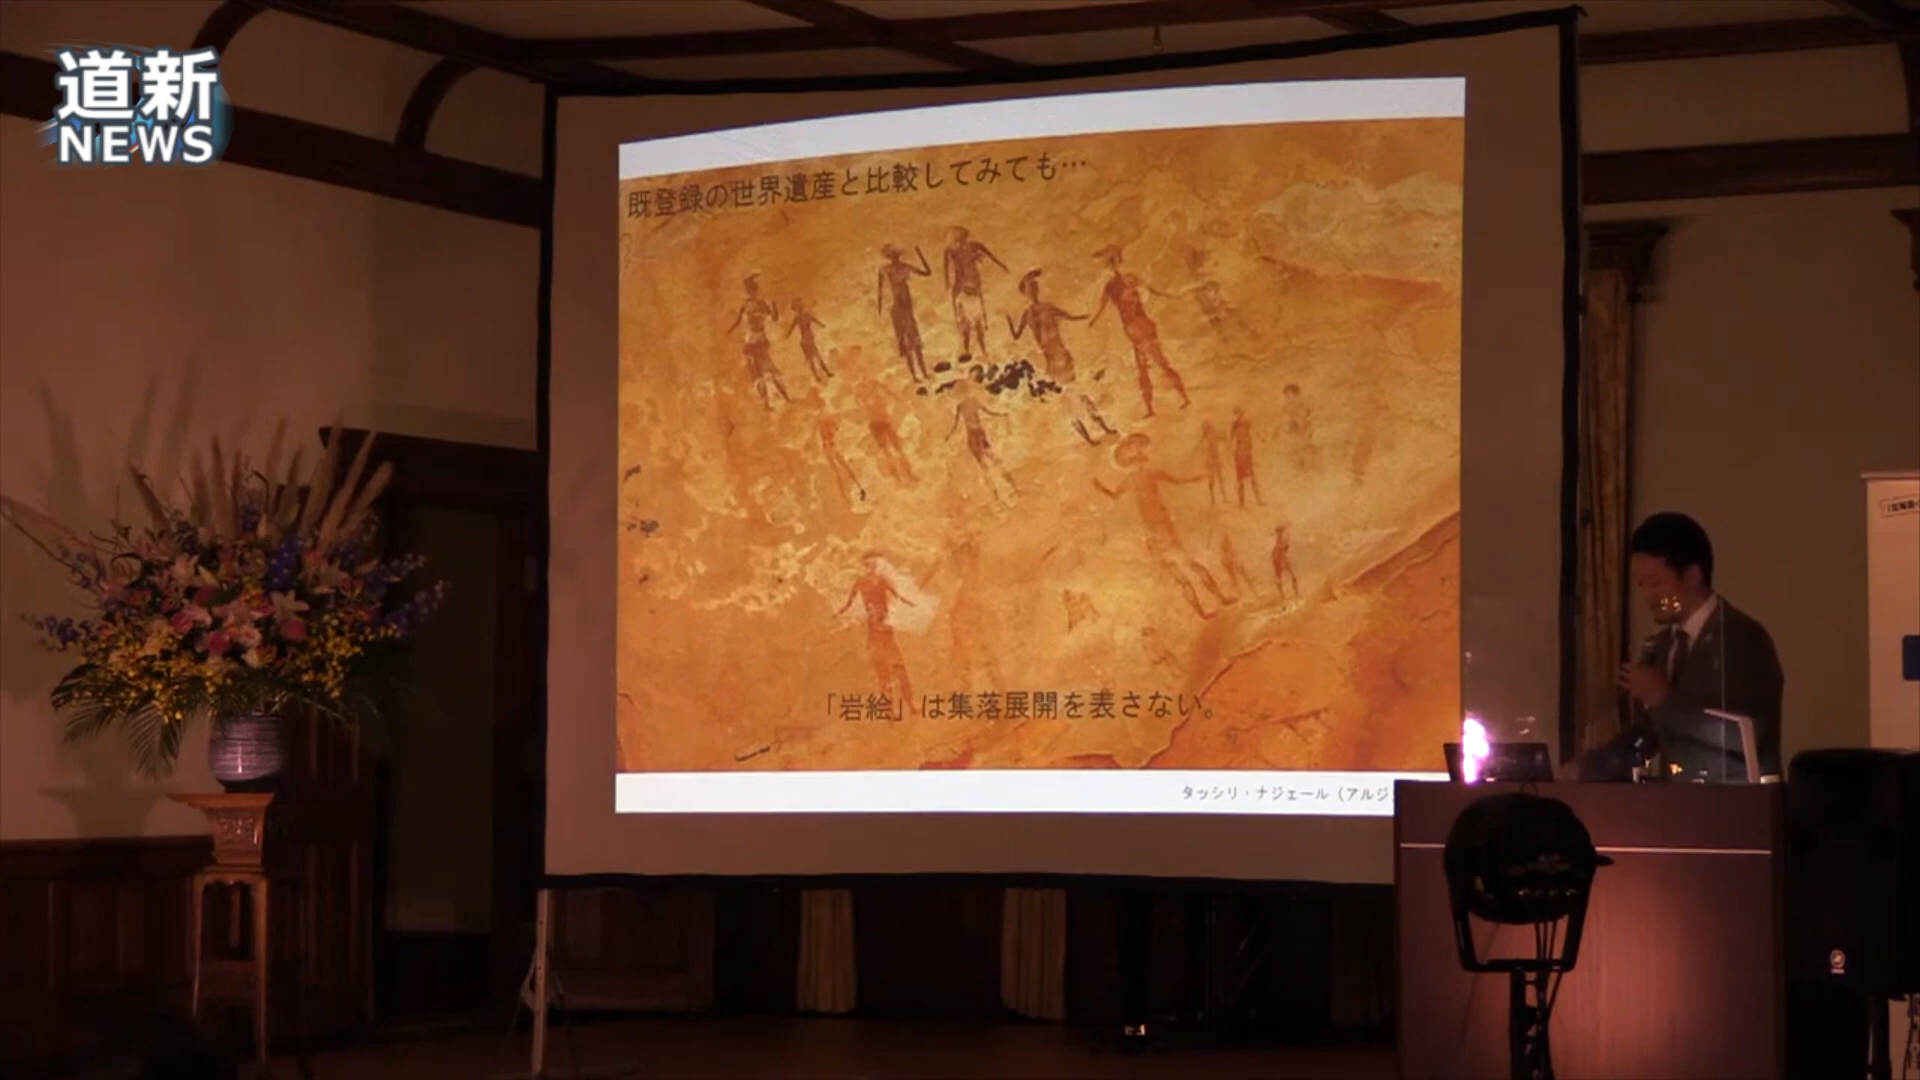 道新
NEWS
既登録の世界遺産と比較してみても…
「岩絵」は集落展開を表さない。
タッシリ・ナジェール（アルジ